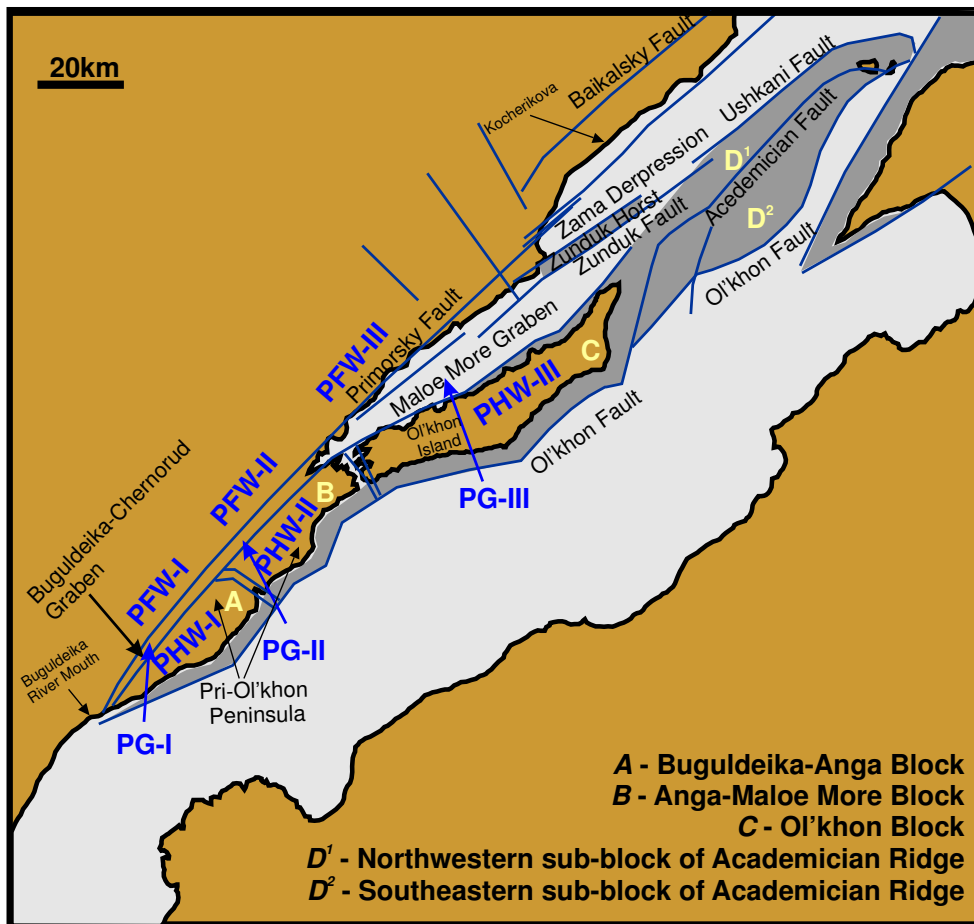 20km
Baikalsky Fault
Kocherikova
Ushkani Fault
Zama Derpression
D¹
Acedemician Fault
D²
Zunduk Horst
Zunduk Fault
Ol'khon Fault
Primorsky Fault
PFW-III
Maloe More Graben
C
PHW-III
Ol'khon
Island
Ol'khon Fault
PG-III
PFW-II
B
PHW-II
Buguldeika-Chernorud
Graben
PFW-I
A
PHW-I
PG-II
Buguldeika
River Mouth
Pri-Ol'khon
Peninsula
PG-I
A - Buguldeika-Anga Block
B - Anga-Maloe More Block
C - Ol'khon Block
D¹ - Northwestern sub-block of Academician Ridge
D² - Southeastern sub-block of Academician Ridge